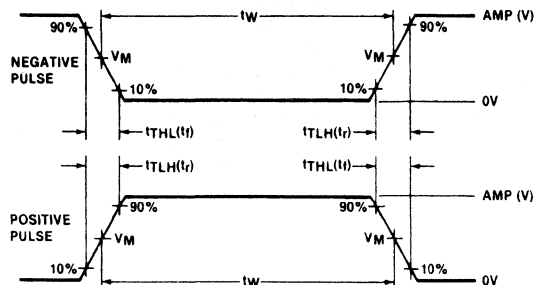 tW
AMP (V)
90%
90%
VM
VM
NEGATIVE
PULSE
10%
10%
0V
tTHL(tf)
tTLH(tr)
tTLH(tr)
tTHL(tf)
AMP (V)
90%
90%
POSITIVE
PULSE
VM
VM
10%
10%
tW
0V